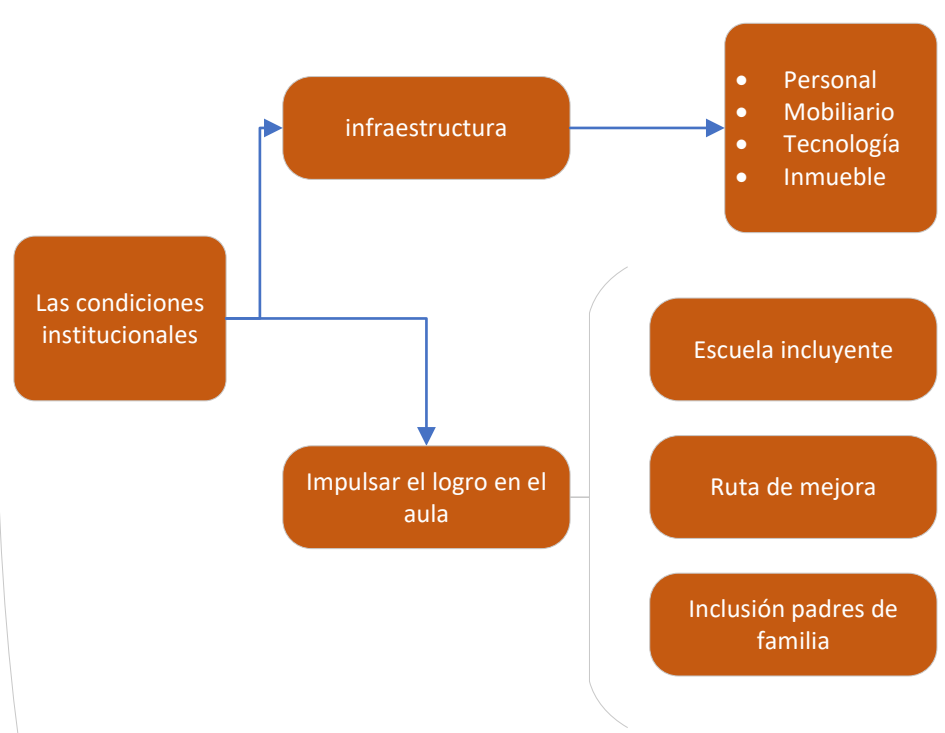 infraestructura
● Personal
● Mobiliario
● Tecnología
● Inmueble
Las condiciones
institucionales
Escuela incluyente
Impulsar el logro en el
aula
Ruta de mejora
Inclusión padres de
familia